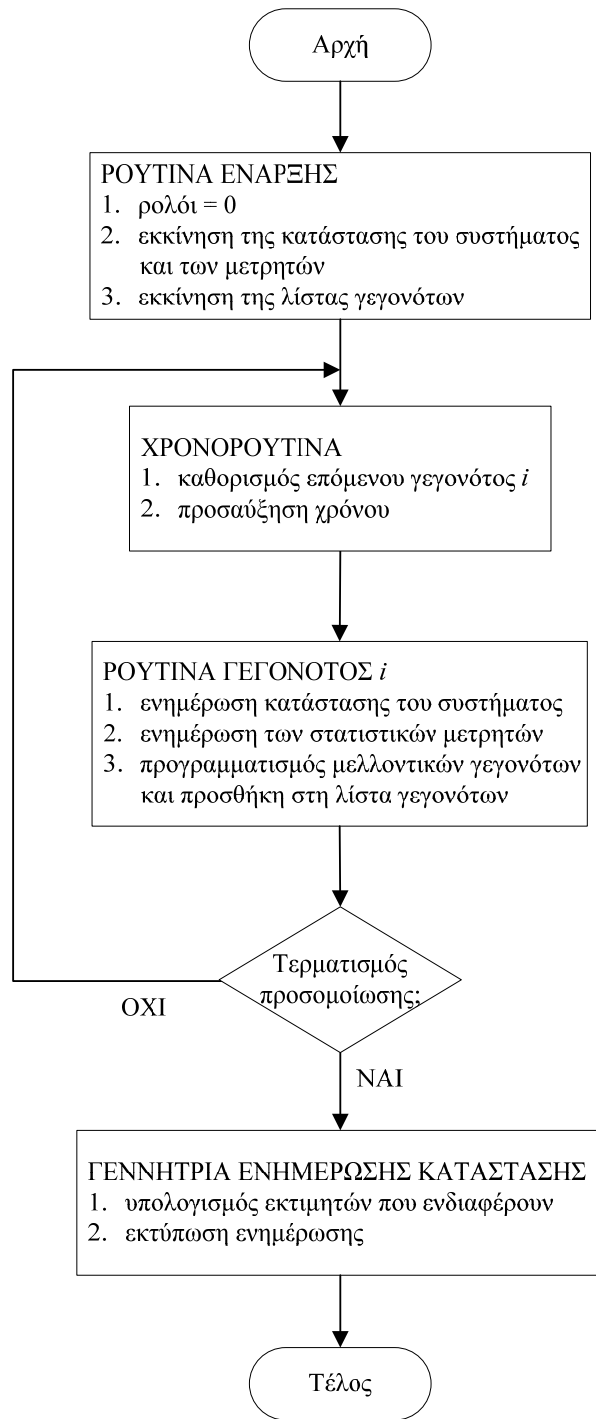 Αρχή
ΡΟΥΤΙΝΑ ΕΝΑΡΞΗΣ
1. ρολόι = 0
2. εκκίνηση της κατάστασης του συστήματος
και των μετρητών
3. εκκίνηση της λίστας γεγονότων
ΧΡΟΝΟΡΟΥΤΙΝΑ
1. καθορισμός επόμενου γεγονότος i
2. προσαύξηση χρόνου
ΡΟΥΤΙΝΑ ΓΕΓΟΝΟΤΟΣ i
1. ενημέρωση κατάστασης του συστήματος
2. ενημέρωση των στατιστικών μετρητών
3. προγραμματισμός μελλοντικών γεγονότων
και προσθήκη στη λίστα γεγονότων
Τερματισμός
προσομοίωσης;
ΟΧΙ
ΝΑΙ
ΓΕΝΝΗΤΡΙΑ ΕΝΗΜΕΡΩΣΗΣ ΚΑΤΑΣΤΑΣΗΣ
1. υπολογισμός εκτιμητών που ενδιαφέρουν
2. εκτύπωση ενημέρωσης
Τέλος